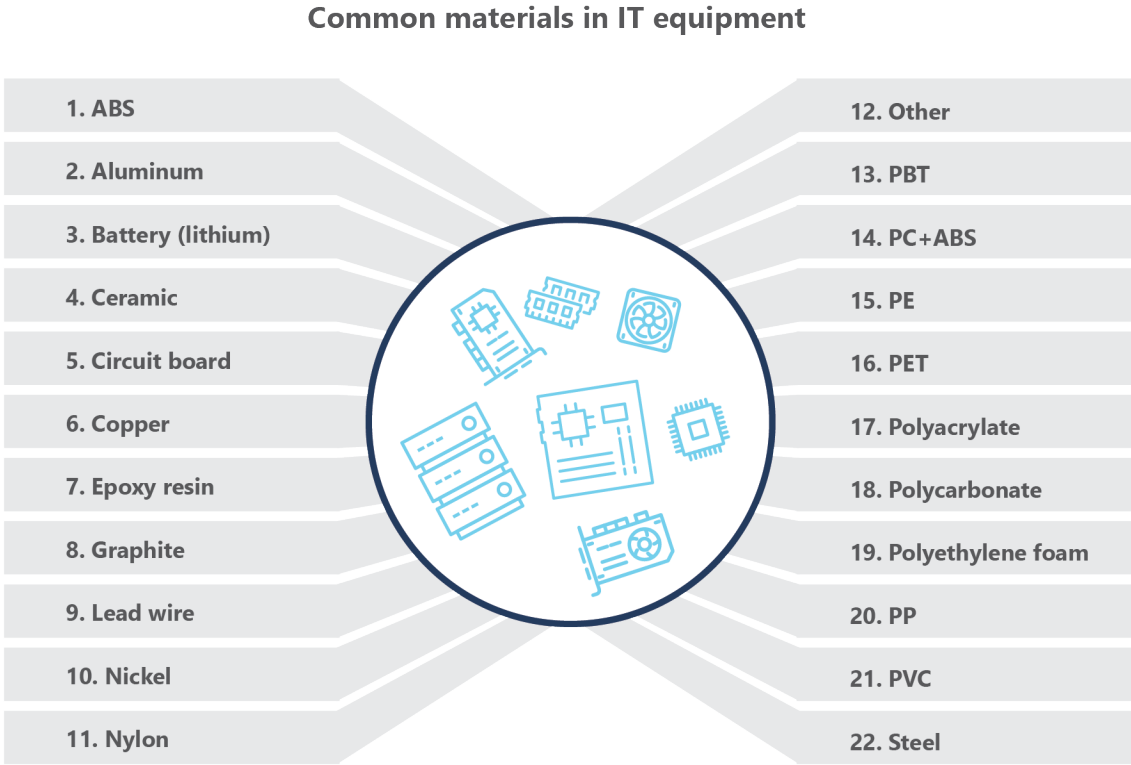 Common materials in IT equipment
1. ABS
2. Aluminum
3. Battery (lithium)
4. Ceramic
5. Circuit board
6. Copper
7. Epoxy resin
8. Graphite
9. Lead wire
10. Nickel
11. Nylon
12. Other
13. PBT
14. PC+ABS
15. PE
16. PET
17. Polyacrylate
18. Polycarbonate
19. Polyethylene foam
20. PP
21. PVC
22. Steel